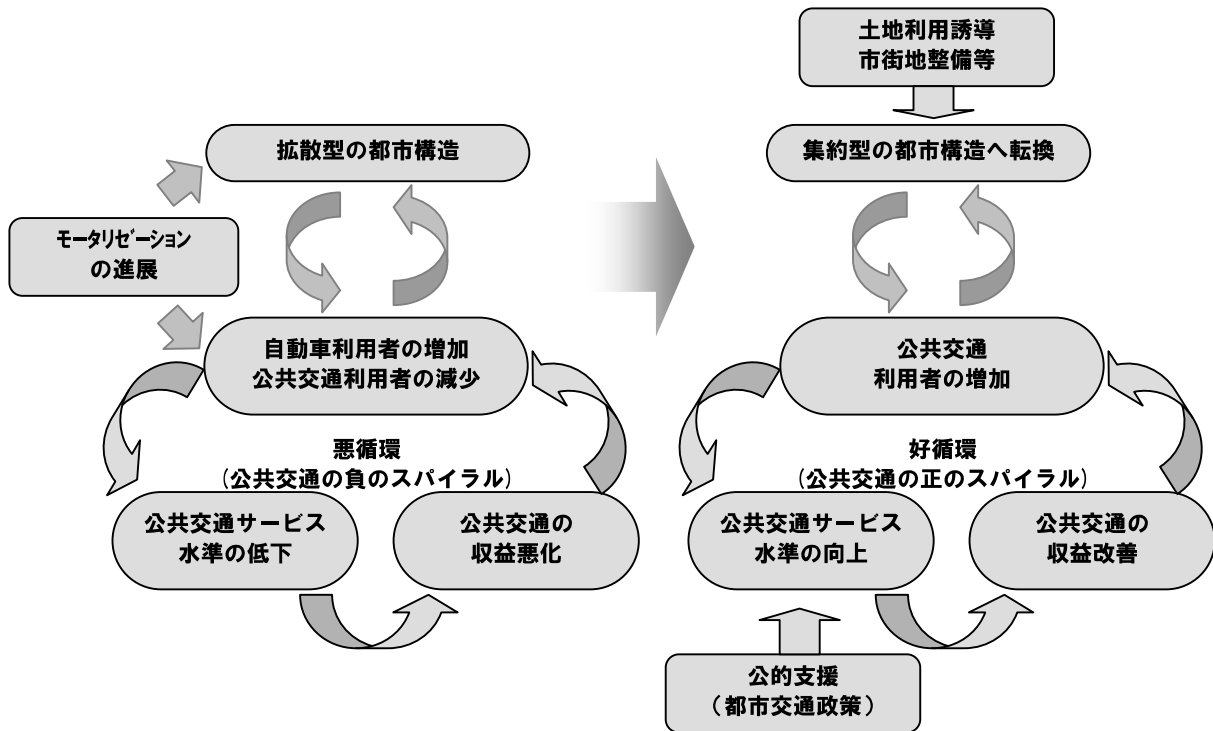 土地利用誘導
市街地整備等
拡散型の都市構造
集約型の都市構造へ転換
モータリゼーション
の進展
自動車利用者の増加
公共交通利用者の減少
公共交通
利用者の増加
悪循環
(公共交通の負のスパイラル)
好循環
(公共交通の正のスパイラル)
公共交通サービス
水準の低下
公共交通の
収益悪化
公共交通サービス
水準の向上
公共交通の
収益改善
公的支援
(都市交通政策)